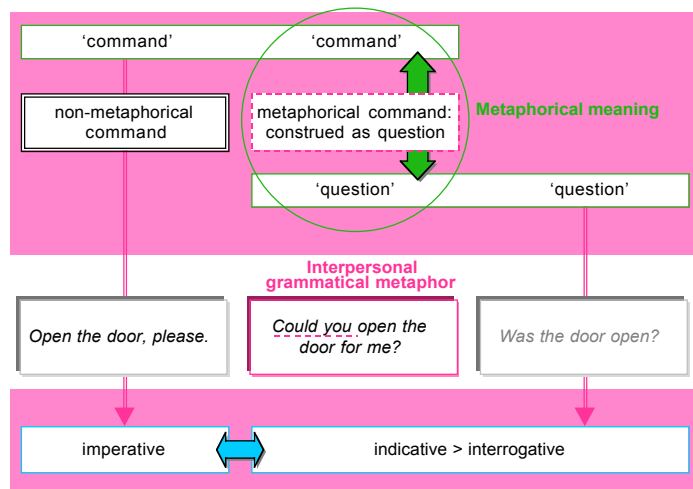 ‘command’ ‘command’
non-metaphorical
command
metaphorical command:
construed as question
Metaphorical meaning
‘question’ ‘question’
Interpersonal
grammatical metaphor
Open the door, please.
Could you open the
door for me?
Was the door open?
imperative
indicative > interrogative